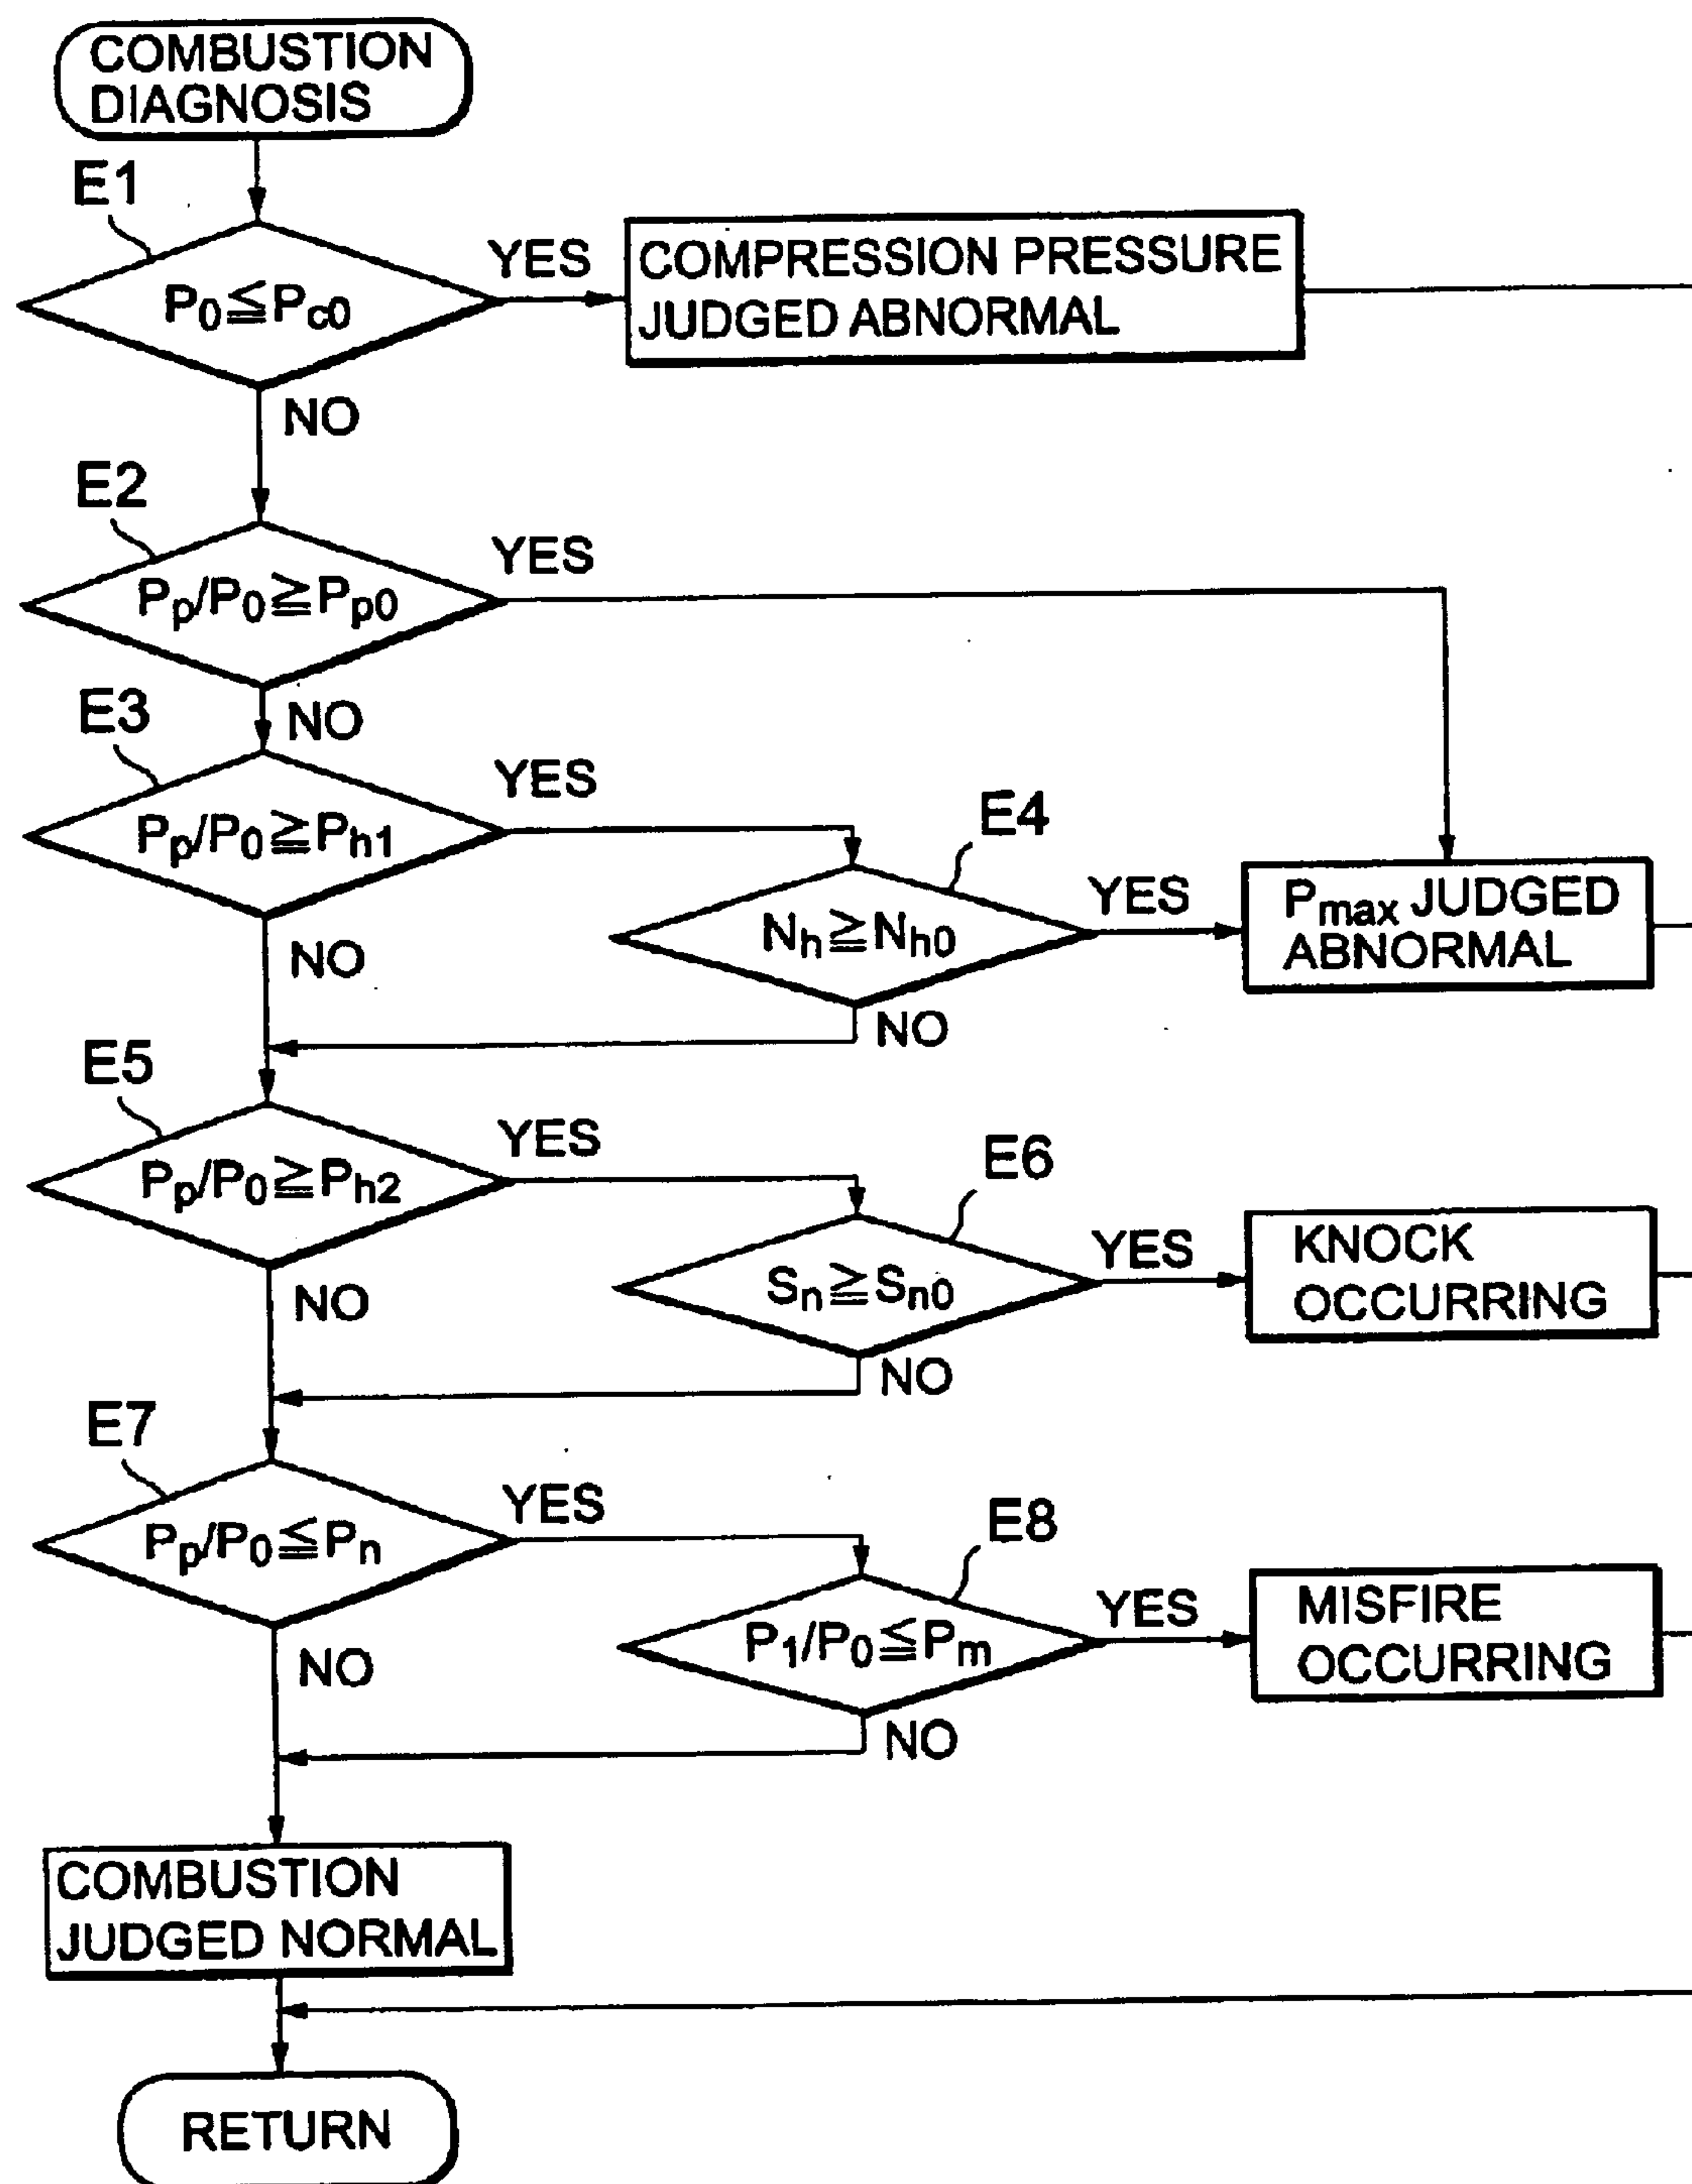 COMBUSTION
DIAGNOSIS
E1
P0≦Pc0
YES
COMPRESSION PRESSURE
JUDGED ABNORMAL
NO
E2
Pp/P0≧Pp0
YES
NO
E3
Pp/P0≧Ph1
YES
NO
E4
Nh≧Nh0
YES
Pmax JUDGED
ABNORMAL
NO
E5
Pp/P0≧Ph2
YES
NO
E6
Sn≧Sn0
YES
KNOCK
OCCURRING
NO
E7
Pp/P0≦Pn
YES
NO
E8
P1/P0≦Pm
YES
MISFIRE
OCCURRING
NO
COMBUSTION
JUDGED NORMAL
RETURN